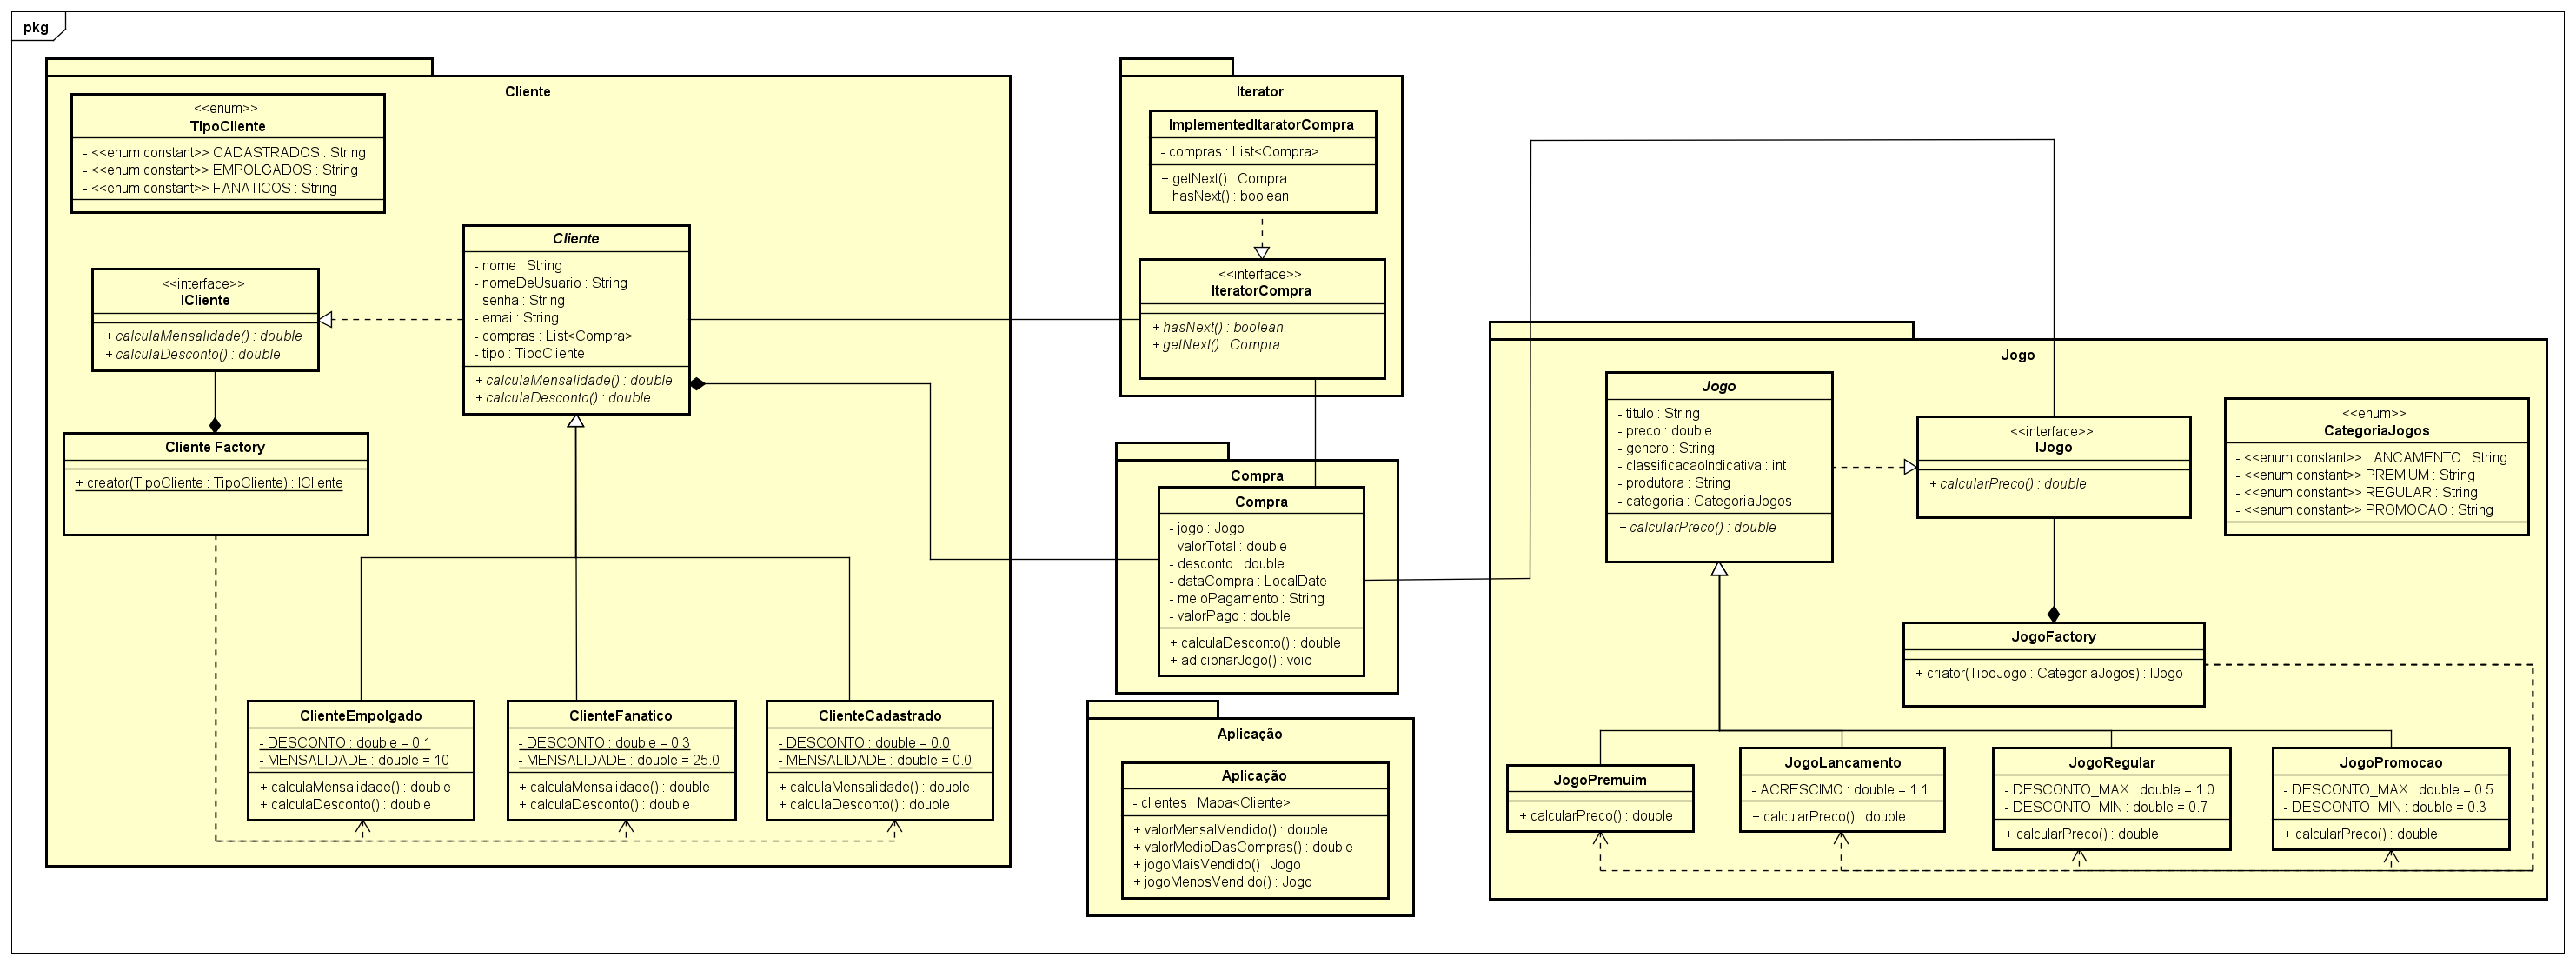 pkg
Cliente
<<enum>>
TipoCliente
- <<enum constant>> CADASTRADOS : String
- <<enum constant>> EMPOLGADOS : String
- <<enum constant>> FANATICOS : String
<<interface>>
ICliente
+ calculaMensalidade() : double
+ calculaDesconto() : double
Cliente
- nome : String
- nomeDeUsuario : String
- senha : String
- emai : String
- compras : List<Compra>
- tipo : TipoCliente
+ calculaMensalidade() : double
+ calculaDesconto() : double
Cliente Factory
+ creator(TipoCliente : TipoCliente) : ICliente
ClienteEmpolgado
- DESCONTO : double = 0.1
- MENSALIDADE : double = 10
+ calculaMensalidade() : double
+ calculaDesconto() : double
ClienteFanatico
- DESCONTO : double = 0.3
- MENSALIDADE : double = 25.0
+ calculaMensalidade() : double
+ calculaDesconto() : double
ClienteCadastrado
- DESCONTO : double = 0.0
- MENSALIDADE : double = 0.0
+ calculaMensalidade() : double
+ calculaDesconto() : double
Iterator
ImplementedItaratorCompra
- compras : List<Compra>
+ getNext() : Compra
+ hasNext() : boolean
<<interface>>
IteratorCompra
+ hasNext() : boolean
+ getNext() : Compra
Compra
Compra
- jogo : Jogo
- valorTotal : double
- desconto : double
- dataCompra : LocalDate
- meioPagamento : String
- valorPago : double
+ calculaDesconto() : double
+ adicionarJogo() : void
Aplicação
Aplicação
- clientes : Mapa<Cliente>
+ valorMensalVendido() : double
+ valorMedioDasCompras() : double
+ jogoMaisVendido() : Jogo
+ jogoMenosVendido() : Jogo
Jogo
Jogo
- titulo : String
- preco : double
- genero : String
- classificacaoIndicativa : int
- produtora : String
- categoria : CategoriaJogos
+ calcularPreco() : double
<<interface>>
IJogo
+ calcularPreco() : double
<<enum>>
CategoriaJogos
- <<enum constant>> LANCAMENTO : String
- <<enum constant>> PREMIUM : String
- <<enum constant>> REGULAR : String
- <<enum constant>> PROMOCAO : String
JogoFactory
+ criator(TipoJogo : CategoriaJogos) : IJogo
JogoPremuim
+ calcularPreco() : double
JogoLancamento
- ACRESCIMO : double = 1.1
+ calcularPreco() : double
JogoRegular
- DESCONTO_MAX : double = 1.0
- DESCONTO_MIN : double = 0.7
+ calcularPreco() : double
JogoPromocao
- DESCONTO_MAX : double = 0.5
- DESCONTO_MIN : double = 0.3
+ calcularPreco() : double